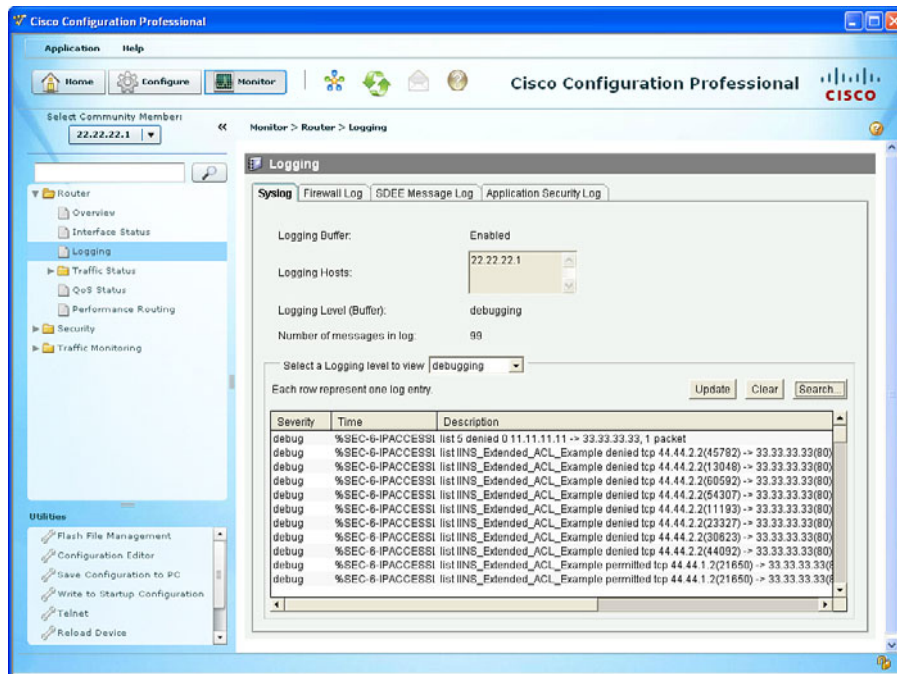 Cisco Configuration Professional
Application Help
Home Configure Monitor
Cisco Configuration Professional
CISCO
Select Community Member:
22.22.22.1
«
Monitor > Router > Logging
Router
Overview
Interface Status
Logging
Traffic Status
QoS Status
Performance Routing
Security
Traffic Monitoring
Logging
Syslog Firewall Log SDEE Message Log Application Security Log
Logging Buffer: Enabled
Logging Hosts: 22.22.22.1
Logging Level (Buffer): debugging
Number of messages in log: 99
Select a Logging level to view debugging
Each row represent one log entry. Update Clear Search...
Severity Time Description
debug %SEC-6-IPACCESSL list 5 denied 0 11.11.11.11 -> 33.33.33.33, 1 packet
debug %SEC-6-IPACCESSL list IINS_Extended_ACL_Example denied tcp 44.44.2.2(45782) -> 33.33.33.33(80)
debug %SEC-6-IPACCESSL list IINS_Extended_ACL_Example denied tcp 44.44.2.2(13048) -> 33.33.33.33(80)
debug %SEC-6-IPACCESSL list IINS_Extended_ACL_Example denied tcp 44.44.2.2(60592) -> 33.33.33.33(80)
debug %SEC-6-IPACCESSL list IINS_Extended_ACL_Example denied tcp 44.44.2.2(54307) -> 33.33.33.33(80)
debug %SEC-6-IPACCESSL list IINS_Extended_ACL_Example denied tcp 44.44.2.2(11193) -> 33.33.33.33(80)
debug %SEC-6-IPACCESSL list IINS_Extended_ACL_Example denied tcp 44.44.2.2(23327) -> 33.33.33.33(80)
debug %SEC-6-IPACCESSL list IINS_Extended_ACL_Example denied tcp 44.44.2.2(30623) -> 33.33.33.33(80)
debug %SEC-6-IPACCESSL list IINS_Extended_ACL_Example denied tcp 44.44.2.2(44092) -> 33.33.33.33(80)
debug %SEC-6-IPACCESSL list IINS_Extended_ACL_Example permitted tcp 44.44.1.2(21650) -> 33.33.33.33(8
debug %SEC-6-IPACCESSL list IINS_Extended_ACL_Example permitted tcp 44.44.1.2(21650) -> 33.33.33.33(8
Utilities
Flash File Management
Configuration Editor
Save Configuration to PC
Write to Startup Configuration
Telnet
Reload Device